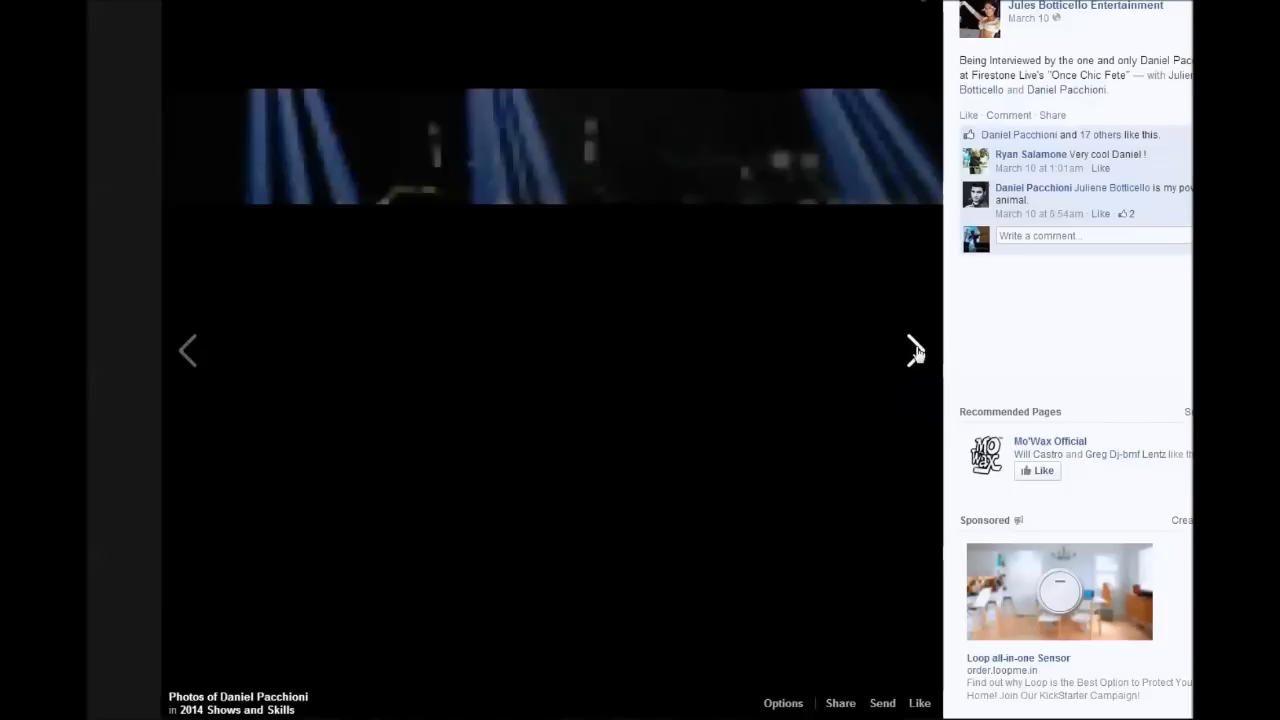 Jules Botticello Entertainment
March 10
Being Interviewed by the one and only Daniel Pac
at Firestone Live's "Once Chic Fete" — with Julie
Botticello and Daniel Pacchioni.
Like · Comment · Share
Daniel Pacchioni and 17 others like this.
Ryan Salamone Very cool Daniel !
March 10 at 1:01am · Like
Daniel Pacchioni Juliene Botticello is my pow
animal.
March 10 at 6:54am · Like · 2
Write a comment...
Recommended Pages
MO WAX
Mo'Wax Official
Will Castro and Greg Dj-bmf Lentz like th
Like
Sponsored
Crea
Loop all-in-one Sensor
order.loopme.in
Find out why Loop is the Best Option to Protect You
Home! Join Our KickStarter Campaign!
Photos of Daniel Pacchioni
in 2014 Shows and Skills
Options Share Send Like